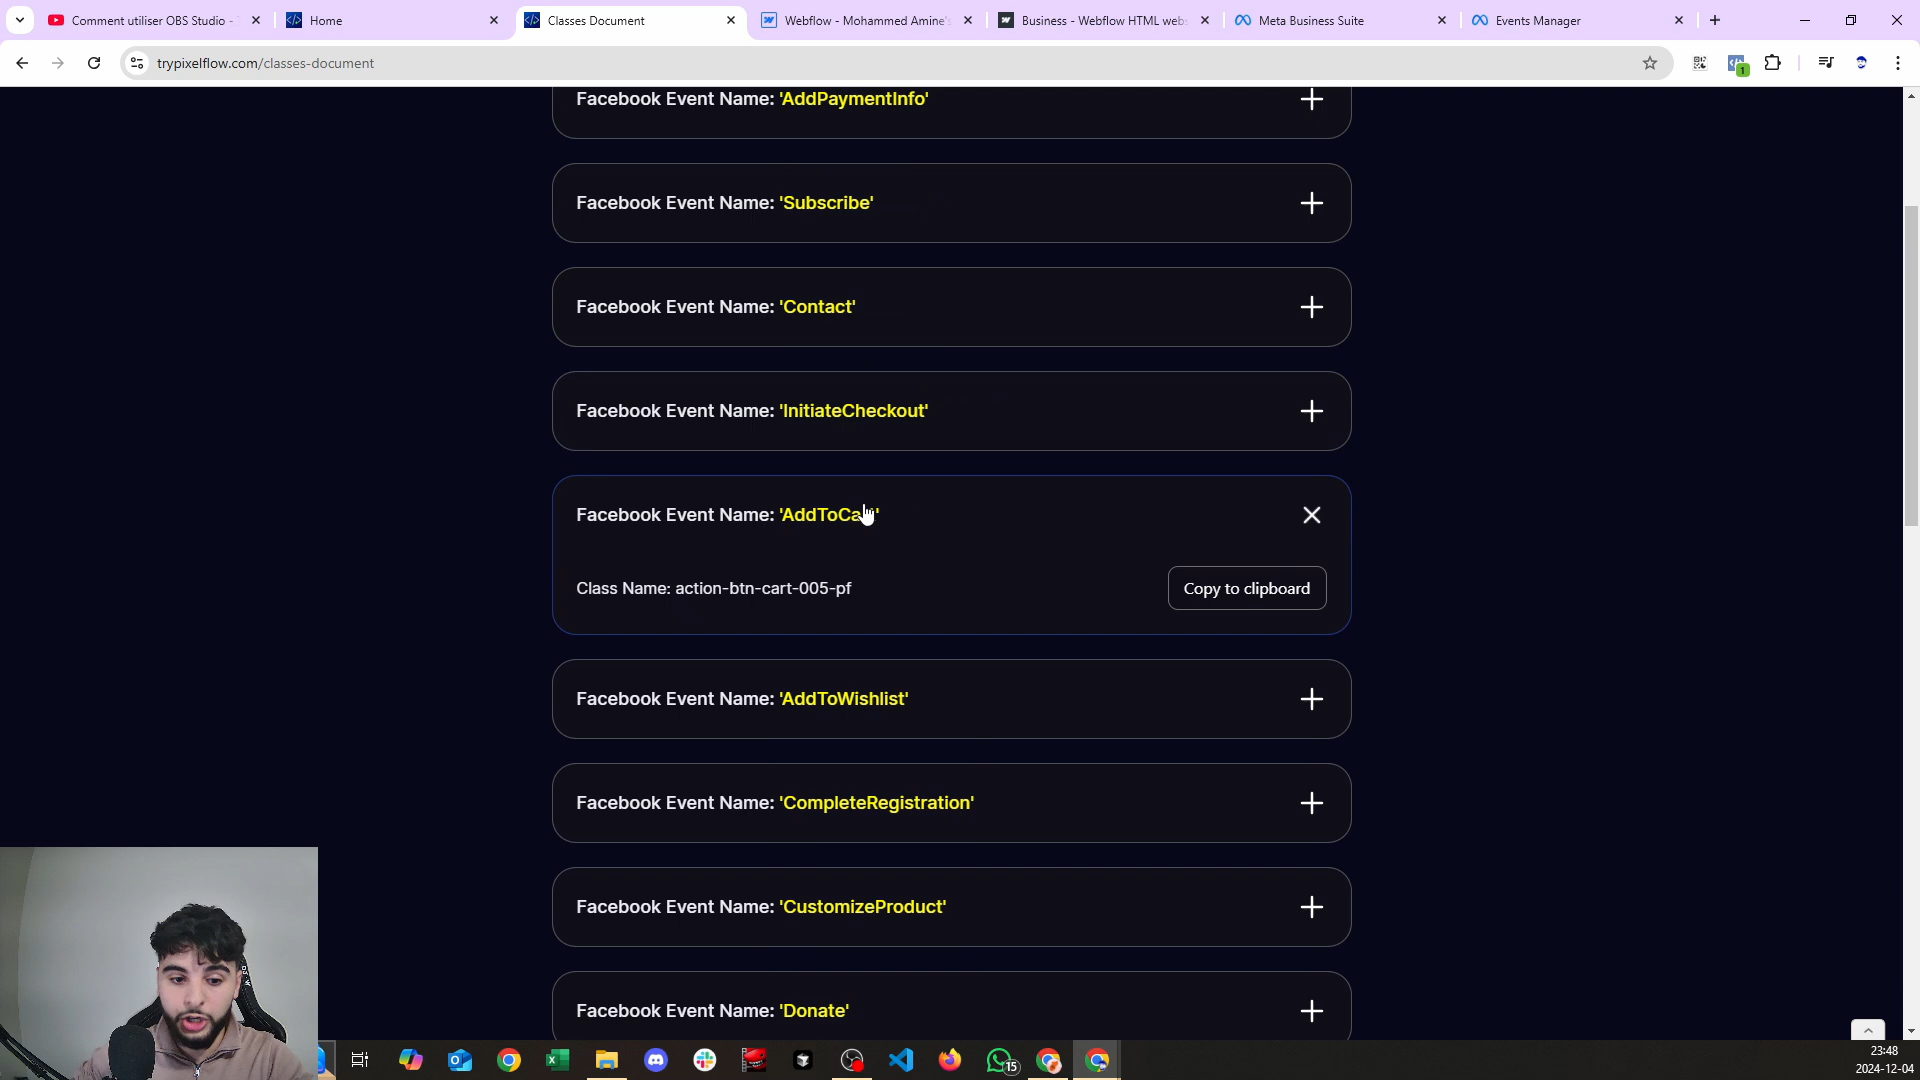 Comment utiliser OBS Studio -
Home
Classes Document
Webflow - Mohammed Amine's
Business - Webflow HTML webs
Meta Business Suite
Events Manager
trypixelflow.com/classes-document
1
Facebook Event Name: 'AddPaymentInfo'
Facebook Event Name: 'Subscribe'
Facebook Event Name: 'Contact'
Facebook Event Name: 'InitiateCheckout'
Facebook Event Name: 'AddToCart'
Class Name: action-btn-cart-005-pf
Copy to clipboard
Facebook Event Name: 'AddToWishlist'
Facebook Event Name: 'CompleteRegistration'
Facebook Event Name: 'CustomizeProduct'
Facebook Event Name: 'Donate'
15
23:48
2024-12-04